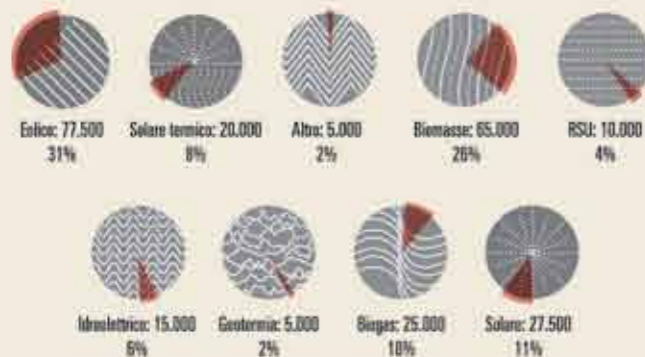 Eolico: 77.500
31%
Solare termico: 20.000
8%
Altro: 5.000
2%
Biomasse: 65.000
26%
RSU: 10.000
4%
Idroelettrico: 15.000
6%
Geotermia: 5.000
2%
Biogas: 25.000
10%
Solare: 27.500
11%